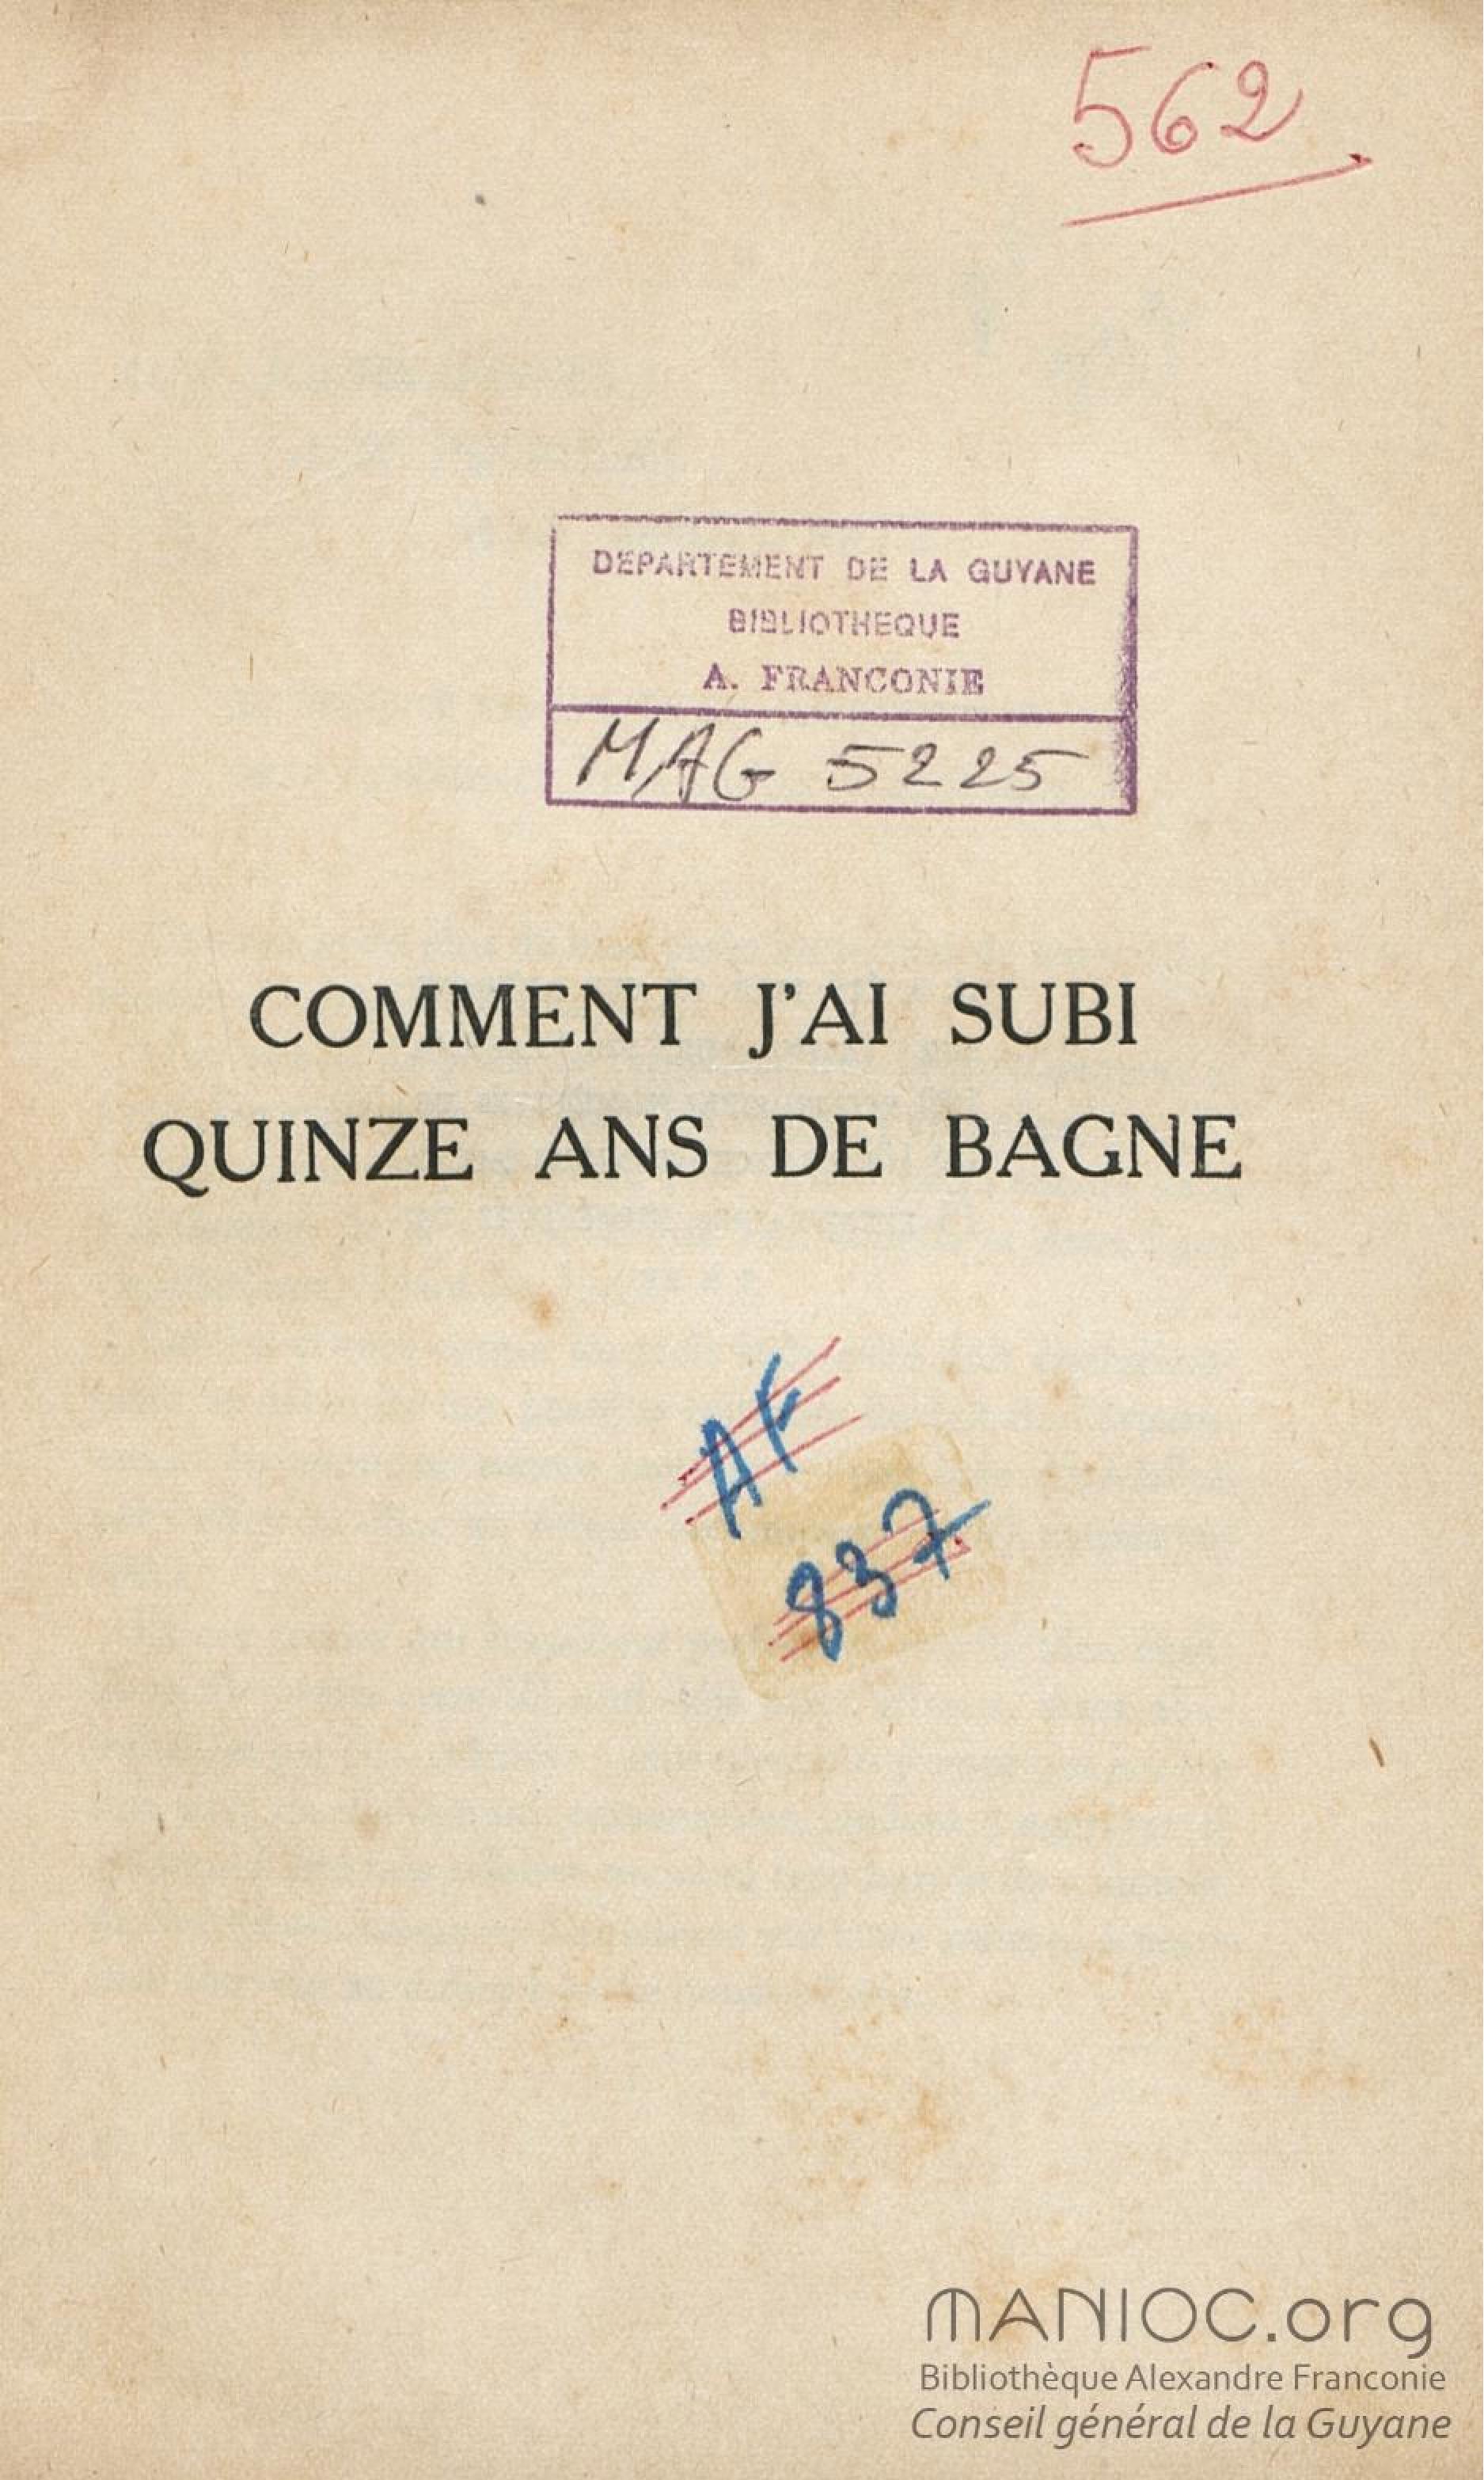 562
DEPARTEMENT DE LA GUYANE
BIBLIOTHEQUE
A. FRANCONIE
MAG 5225
COMMENT J'AI SUBI
QUINZE ANS DE BAGNE
AF
837
MANIOC.org
Bibliothèque Alexandre Franconie
Conseil général de la Guyane